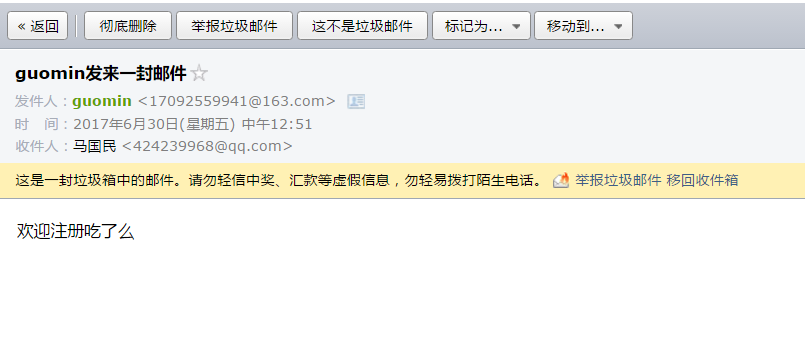 « 返回 彻底删除 举报垃圾邮件 这不是垃圾邮件 标记为... 移动到...
guomin发来一封邮件
发件人：guomin <17092559941@163.com>
时 间：2017年6月30日(星期五) 中午12:51
收件人：马国民 <424239968@qq.com>
这是一封垃圾箱中的邮件。请勿轻信中奖、汇款等虚假信息，勿轻易拨打陌生电话。 举报垃圾邮件 移回收件箱
欢迎注册吃了么